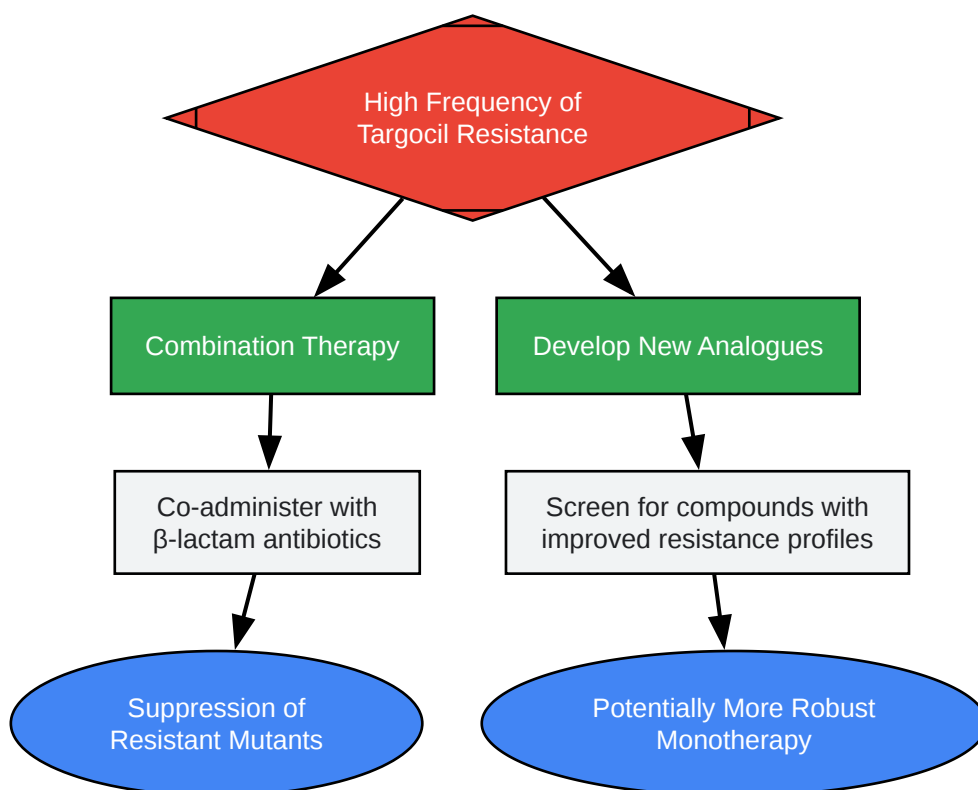 High Frequency of
Targocil Resistance
Combination Therapy
Develop New Analogues
Co-administer with
β-lactam antibiotics
Screen for compounds with
improved resistance profiles
Suppression of
Resistant Mutants
Potentially More Robust
Monotherapy